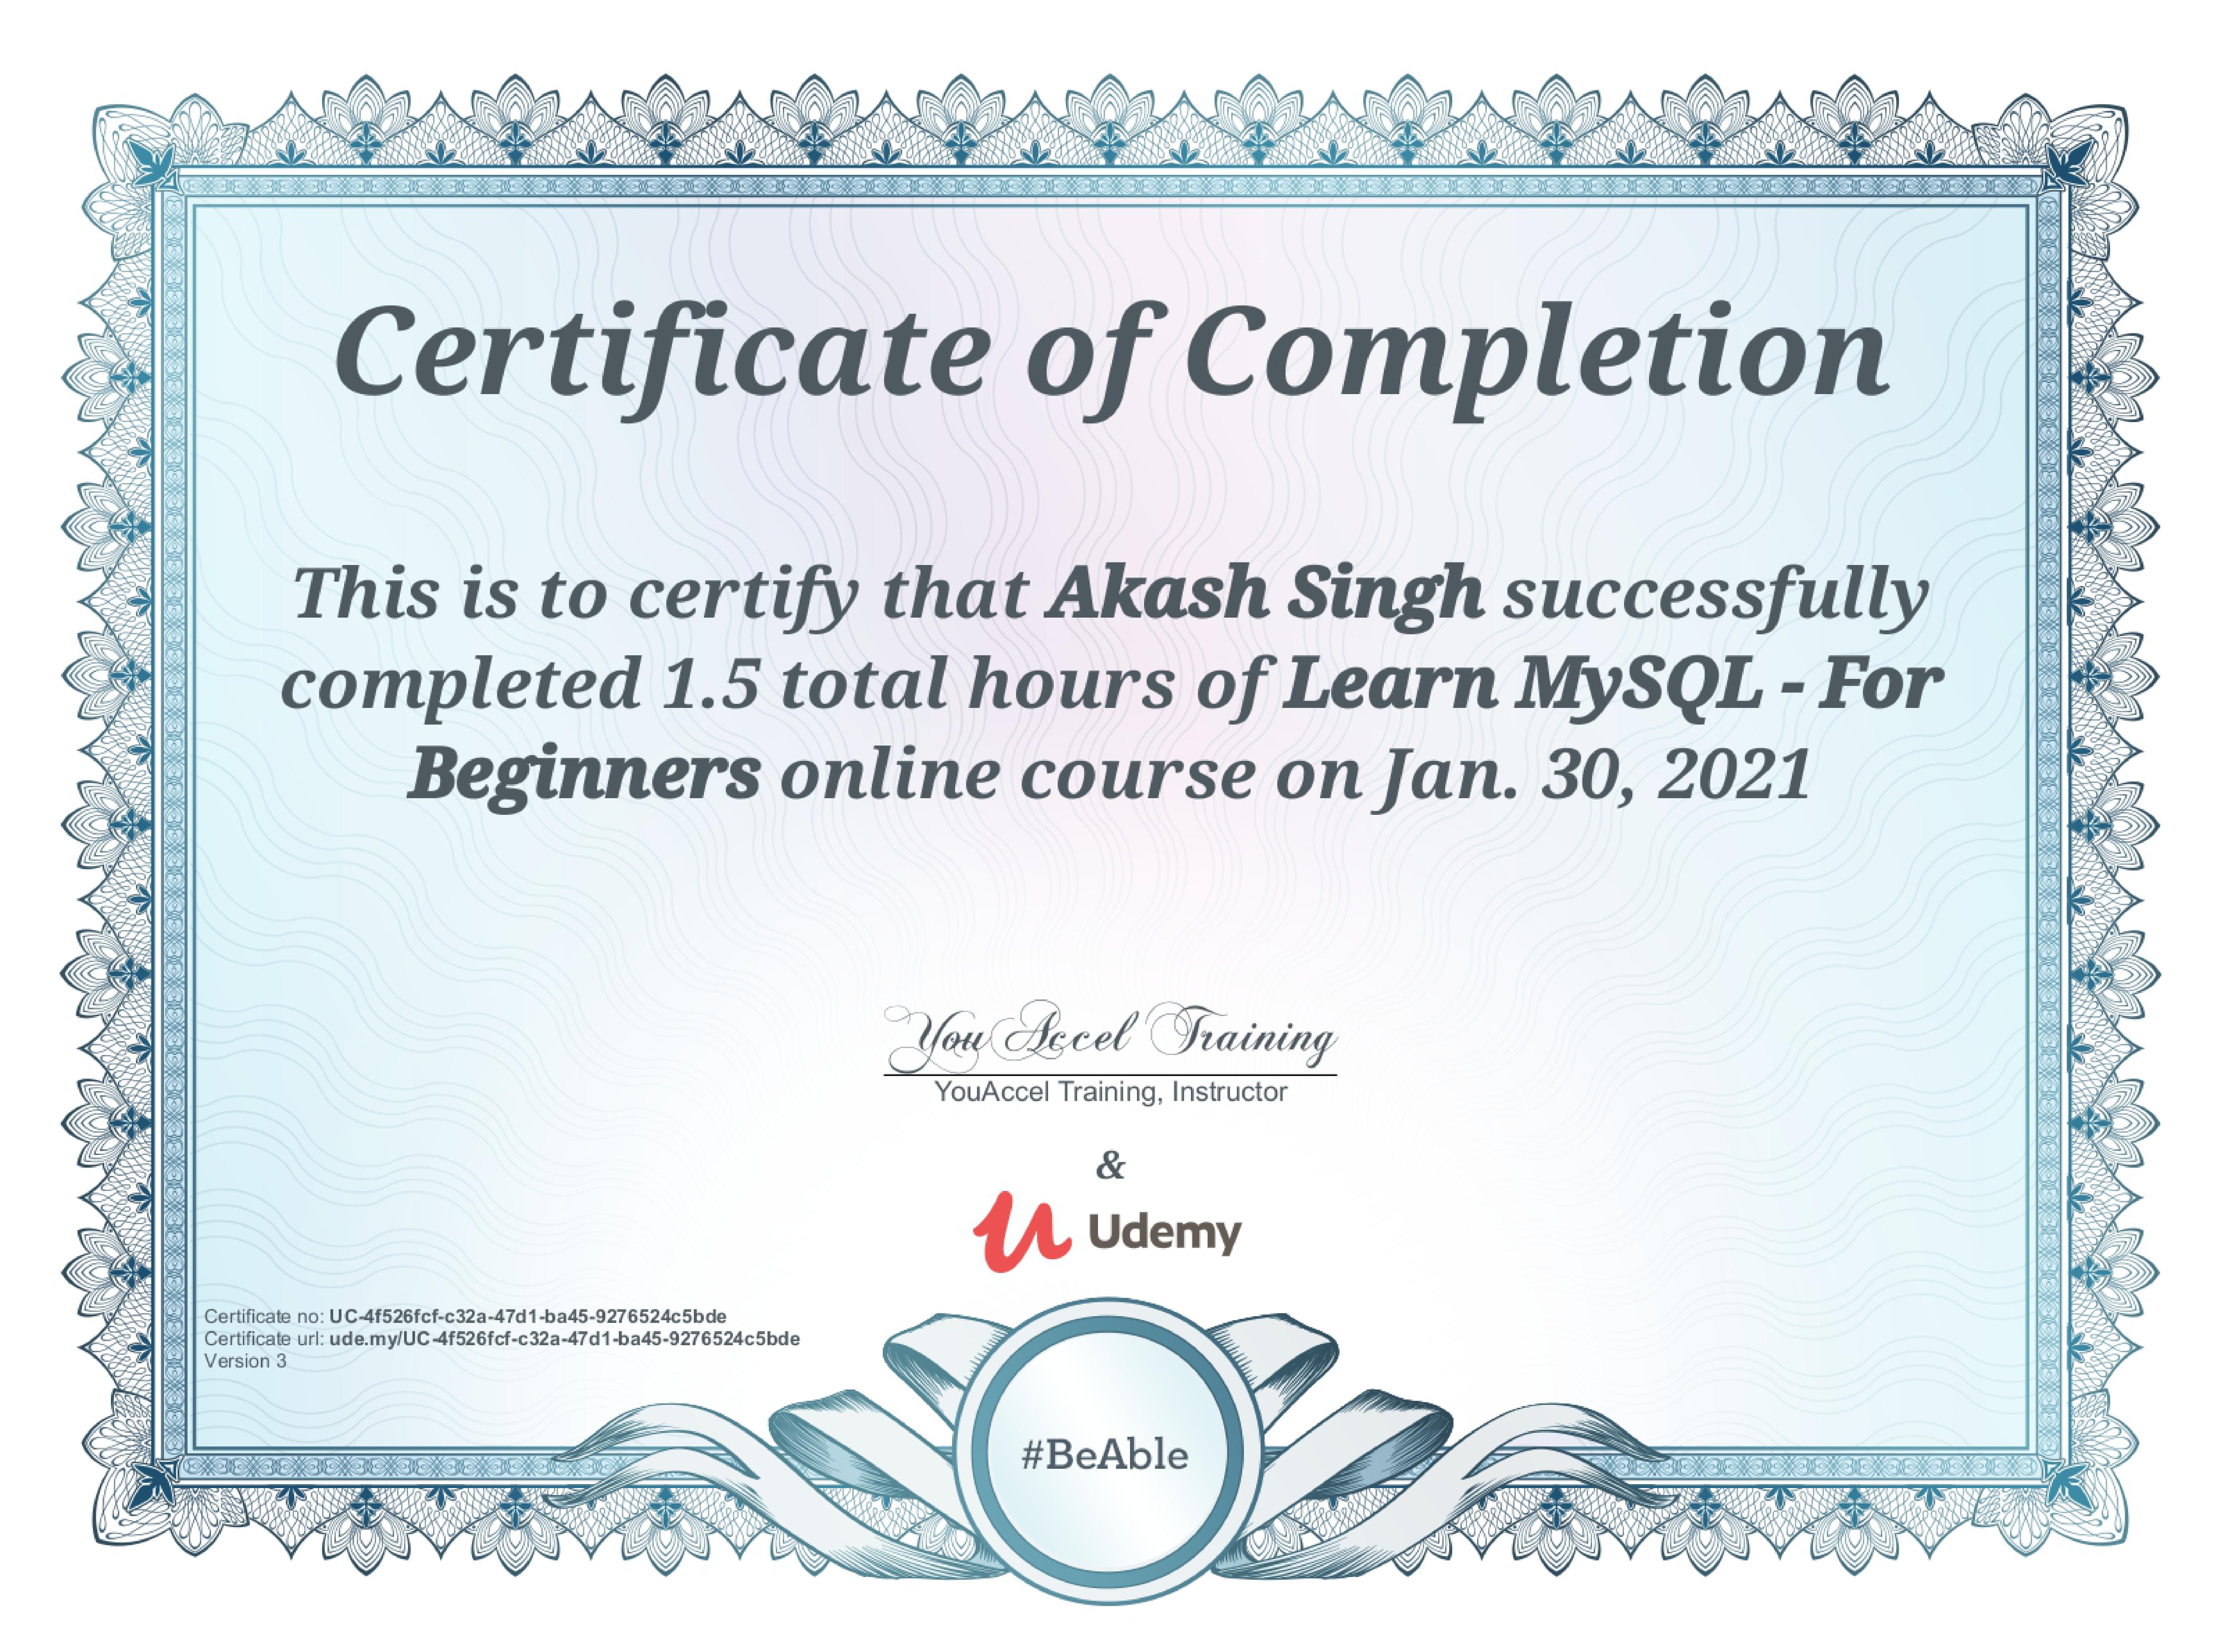 Certificate of Completion
This is to certify that Akash Singh successfully
completed 1.5 total hours of Learn MySQL - For
Beginners online course on Jan. 30, 2021
YouAccel Training
YouAccel Training, Instructor
&
Udemy
Certificate no: UC-4f526fcf-c32a-47d1-ba45-9276524c5bde
Certificate url: ude.my/UC-4f526fcf-c32a-47d1-ba45-9276524c5bde
Version 3
#BeAble